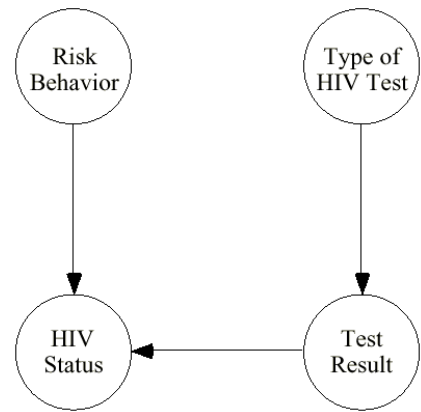 Risk
Behavior
Type of
HIV Test
HIV
Status
Test
Result